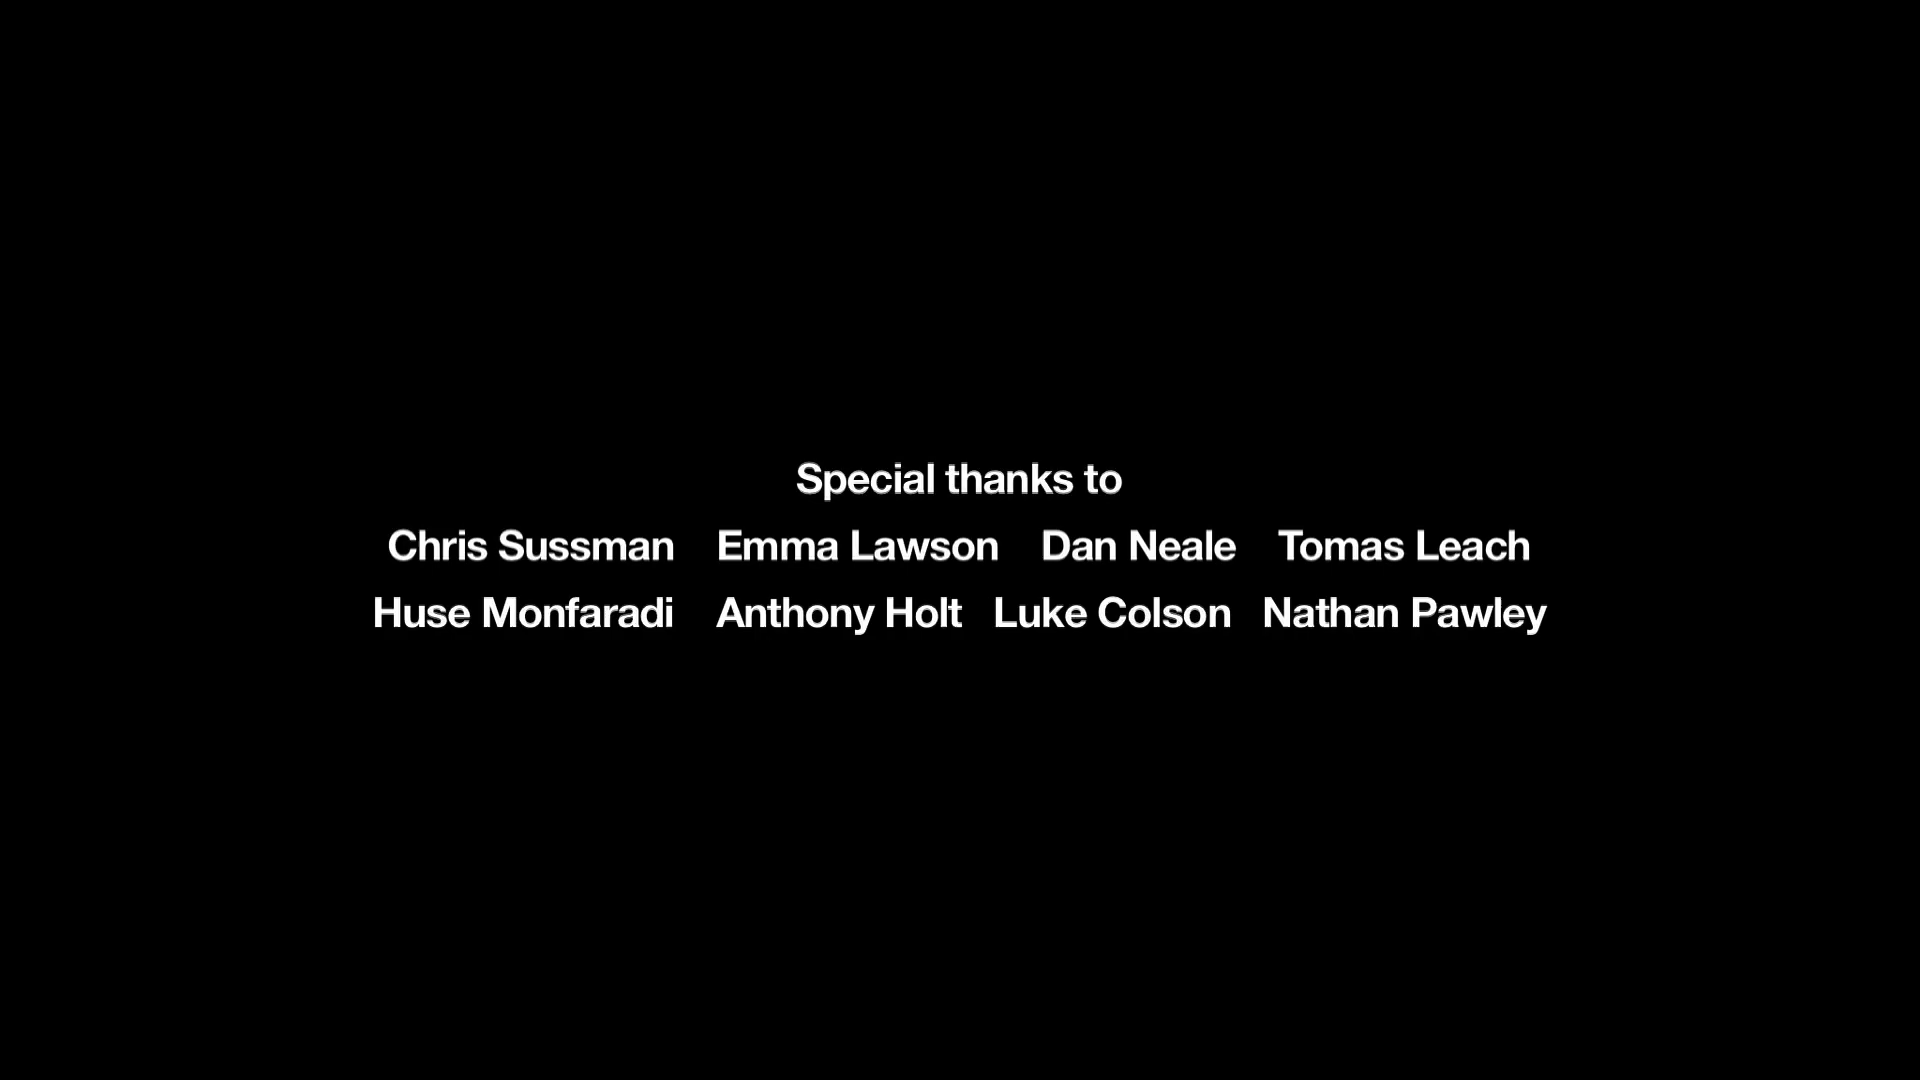 Special thanks to
Chris Sussman Emma Lawson Dan Neale Tomas Leach
Huse Monfaradi Anthony Holt Luke Colson Nathan Pawley